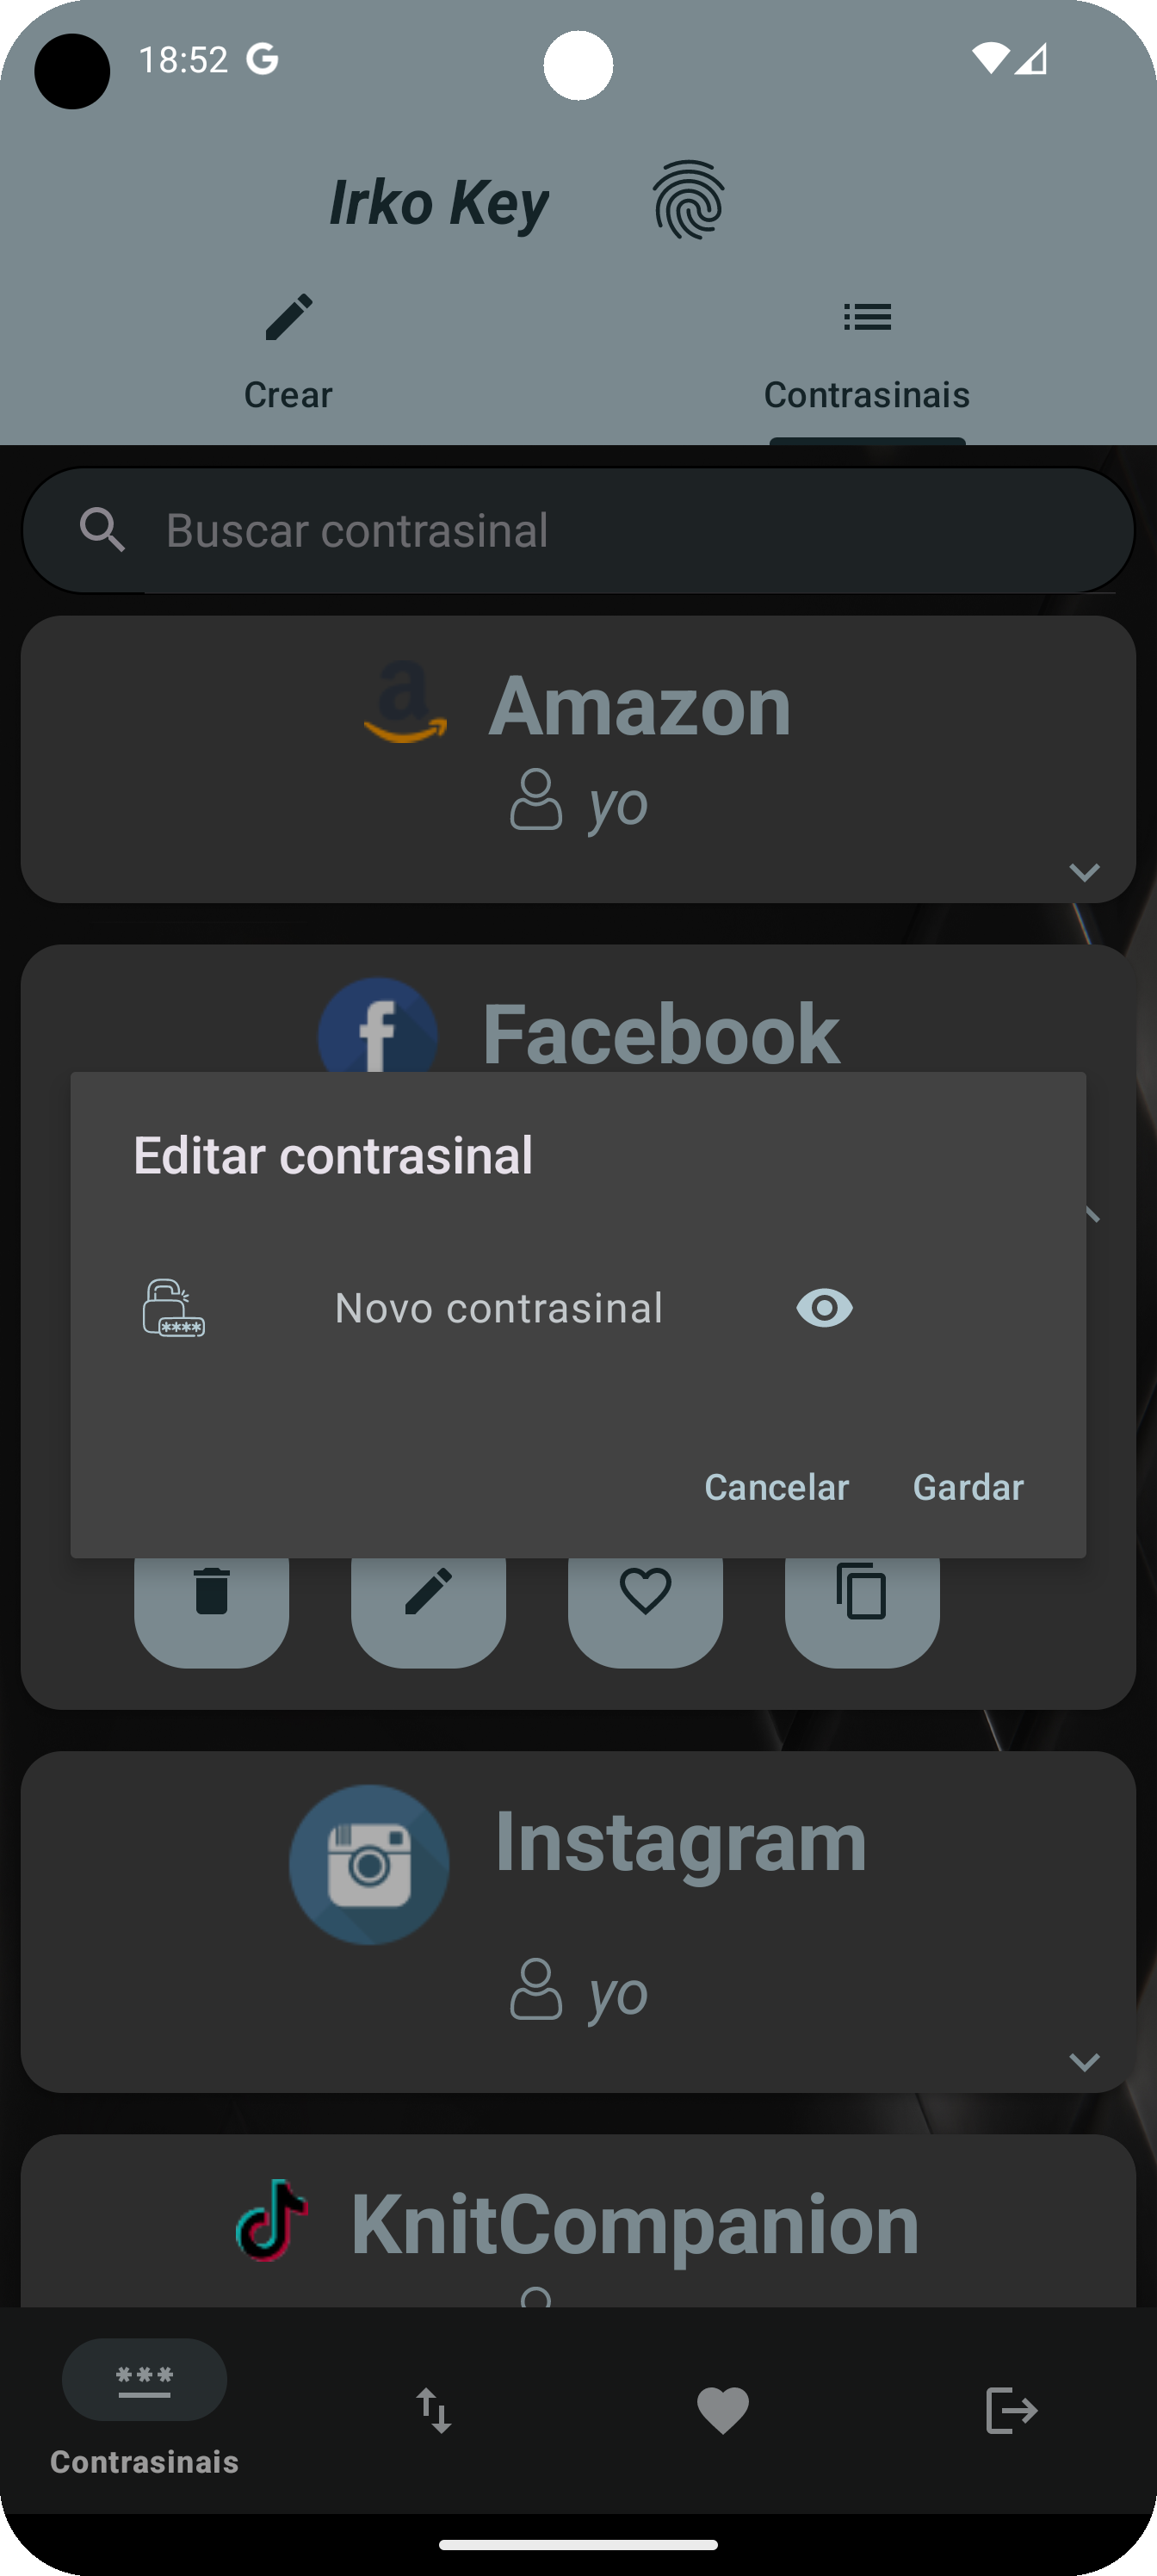 18:52
Irko Key
Crear
Contrasinais
Buscar contrasinal
Amazon
yo
Facebook
Editar contrasinal
****
Novo contrasinal
Cancelar
Gardar
Instagram
yo
KnitCompanion
***
Contrasinais